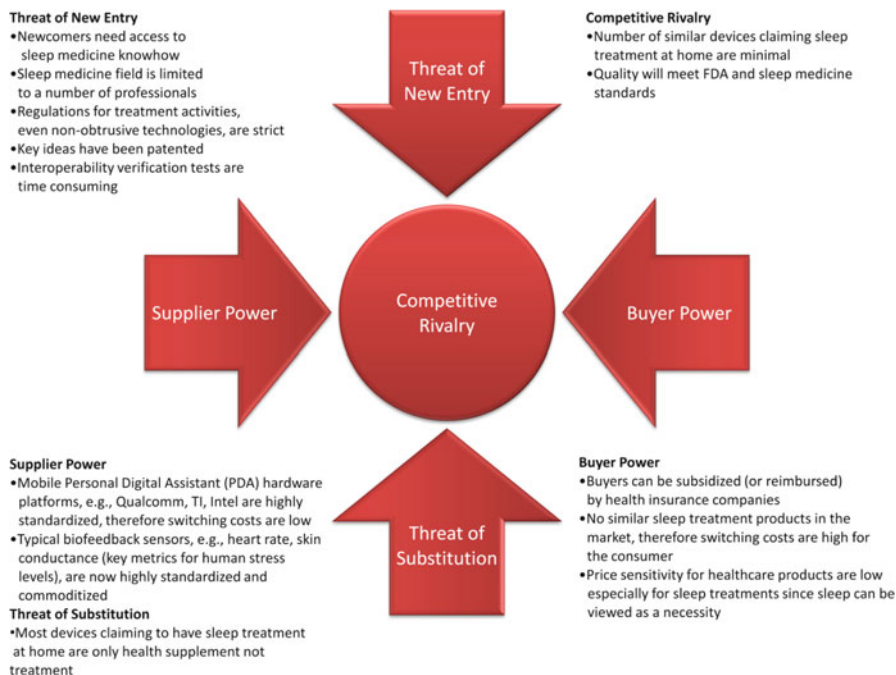 Threat of New Entry
•Newcomers need access to
sleep medicine knowhow
•Sleep medicine field is limited
to a number of professionals
•Regulations for treatment activities,
even non-obtrusive technologies, are strict
•Key ideas have been patented
•Interoperability verification tests are
time consuming
Threat of
New Entry
Competitive Rivalry
•Number of similar devices claiming sleep
treatment at home are minimal
•Quality will meet FDA and sleep medicine
standards
Supplier Power
Competitive
Rivalry
Buyer Power
Supplier Power
•Mobile Personal Digital Assistant (PDA) hardware
platforms, e.g., Qualcomm, TI, Intel are highly
standardized, therefore switching costs are low
•Typical biofeedback sensors, e.g., heart rate, skin
conductance (key metrics for human stress
levels), are now highly standardized and
commoditized
Threat of Substitution
•Most devices claiming to have sleep treatment
at home are only health supplement not
treatment
Threat of
Substitution
Buyer Power
•Buyers can be subsidized (or reimbursed)
by health insurance companies
•No similar sleep treatment products in the
market, therefore switching costs are high for
the consumer
•Price sensitivity for healthcare products are low
especially for sleep treatments since sleep can be
viewed as a necessity